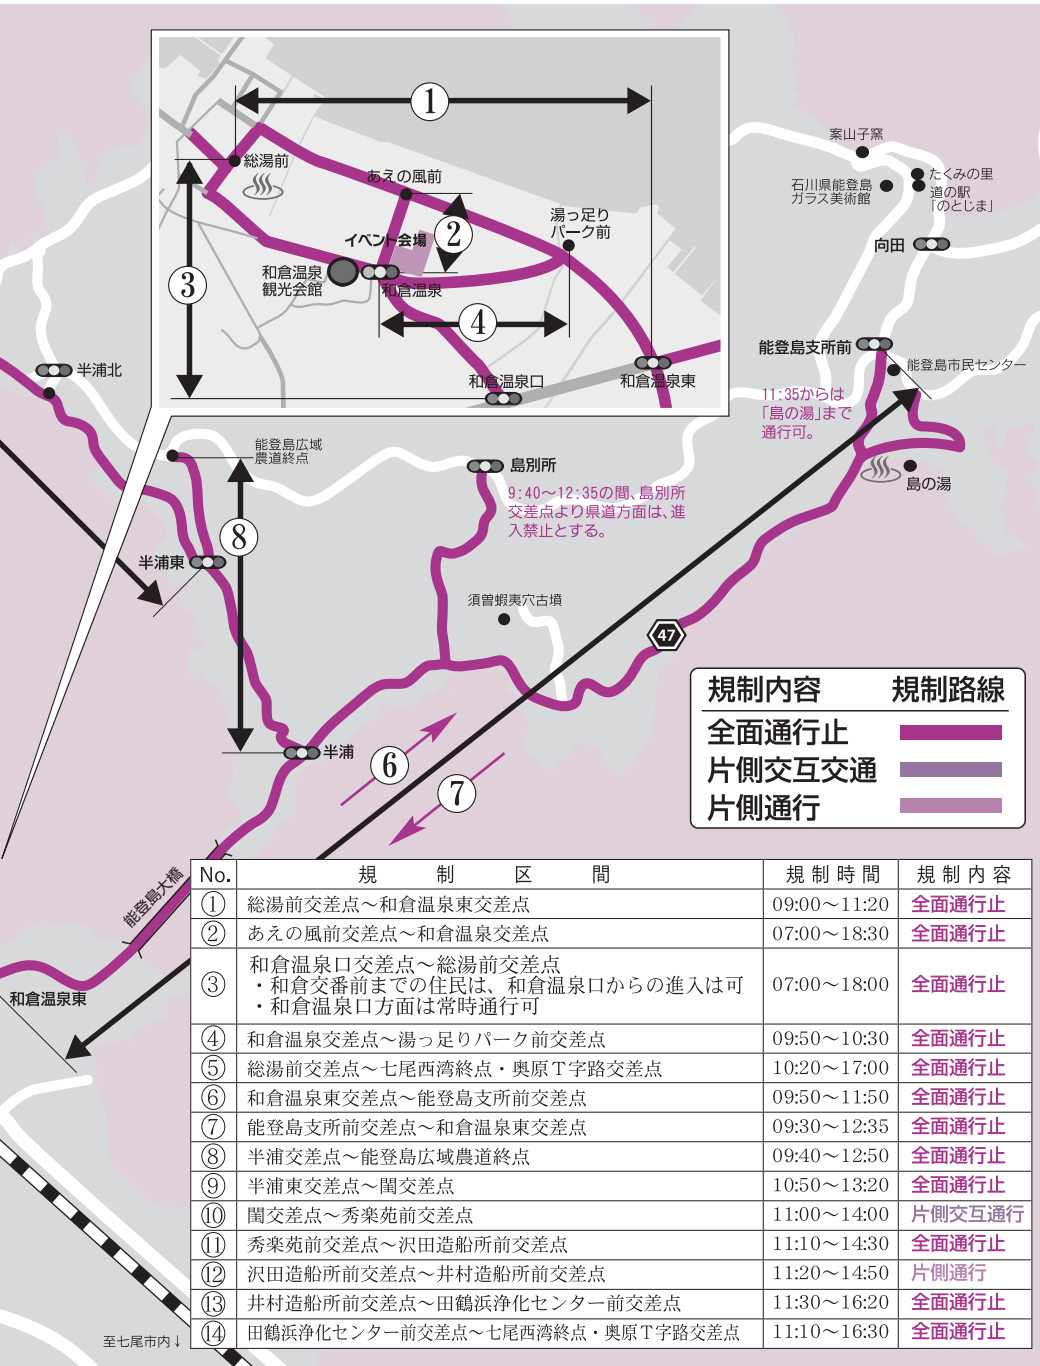 ①
総湯前
あえの風前
湯っ足り
パーク前
イベント会場
②
和倉温泉
観光会館
和倉温泉
③
④
和倉温泉口
和倉温泉東
案山子窯
たくみの里
石川県能登島
ガラス美術館
道の駅
「のとじま」
向田
能登島支所前
能登島市民センター
11:35からは
「島の湯」まで
通行可。
島の湯
半浦北
能登島広域
農道終点
島別所
9:40～12:35の間、島別所
交差点より県道方面は、進
入禁止とする。
⑧
半浦東
須曽蝦夷穴古墳
47
半浦
⑥
⑦
規制内容 規制路線
全面通行止
片側交互交通
片側通行
能登島大橋
和倉温泉東
至七尾市内↓
No. 規制区間 規制時間 規制内容
① 総湯前交差点～和倉温泉東交差点 09:00～11:20 全面通行止
② あえの風前交差点～和倉温泉交差点 07:00～18:30 全面通行止
③ 和倉温泉口交差点～総湯前交差点
・和倉交番前までの住民は、和倉温泉口からの進入は可 07:00～18:00 全面通行止
・和倉温泉口方面は常時通行可
④ 和倉温泉交差点～湯っ足りパーク前交差点 09:50～10:30 全面通行止
⑤ 総湯前交差点～七尾西湾終点・奥原T字路交差点 10:20～17:00 全面通行止
⑥ 和倉温泉東交差点～能登島支所前交差点 09:50～11:50 全面通行止
⑦ 能登島支所前交差点～和倉温泉東交差点 09:30～12:35 全面通行止
⑧ 半浦交差点～能登島広域農道終点 09:40～12:50 全面通行止
⑨ 半浦東交差点～閨交差点 10:50～13:20 全面通行止
⑩ 閨交差点～秀楽苑前交差点 11:00～14:00 片側交互通行
⑪ 秀楽苑前交差点～沢田造船所前交差点 11:10～14:30 全面通行止
⑫ 沢田造船所前交差点～井村造船所前交差点 11:20～14:50 片側通行
⑬ 井村造船所前交差点～田鶴浜浄化センター前交差点 11:30～16:20 全面通行止
⑭ 田鶴浜浄化センター前交差点～七尾西湾終点・奥原T字路交差点 11:10～16:30 全面通行止